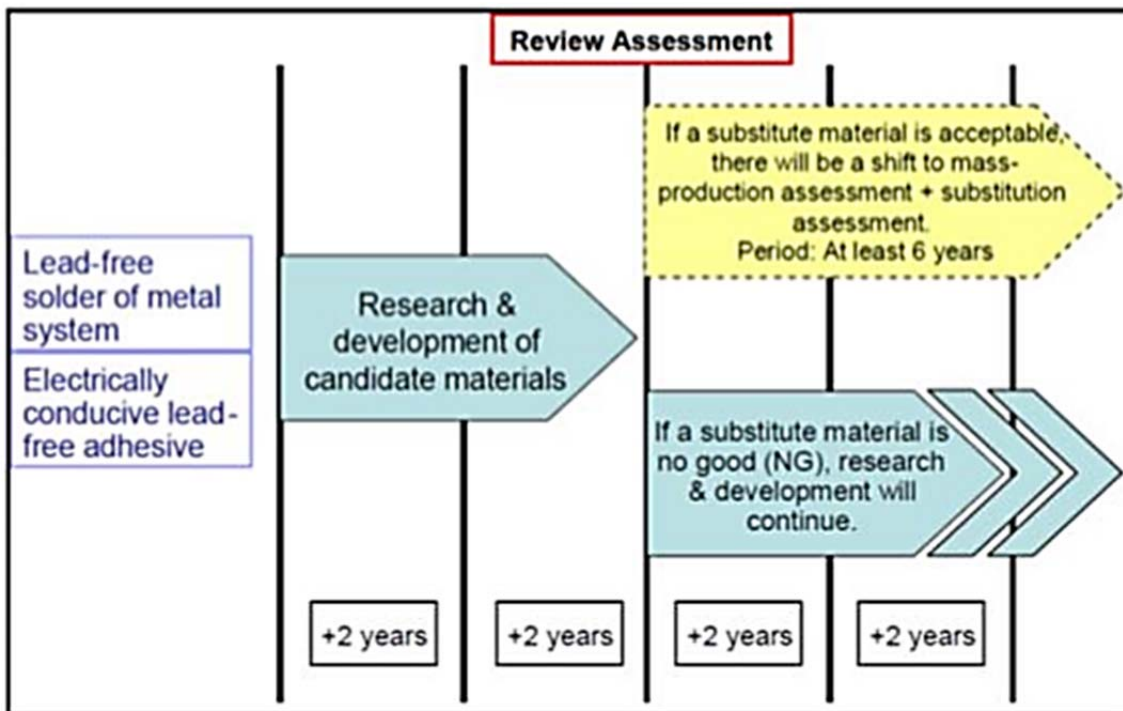 Review Assessment
If a substitute material is acceptable,
there will be a shift to mass-
production assessment + substitution
assessment.
Period: At least 6 years
Lead-free
solder of metal
system
Research &
development of
candidate materials
Electrically
conducive lead-
free adhesive
If a substitute material is
no good (NG), research
& development will
continue.
+2 years
+2 years
+2 years
+2 years